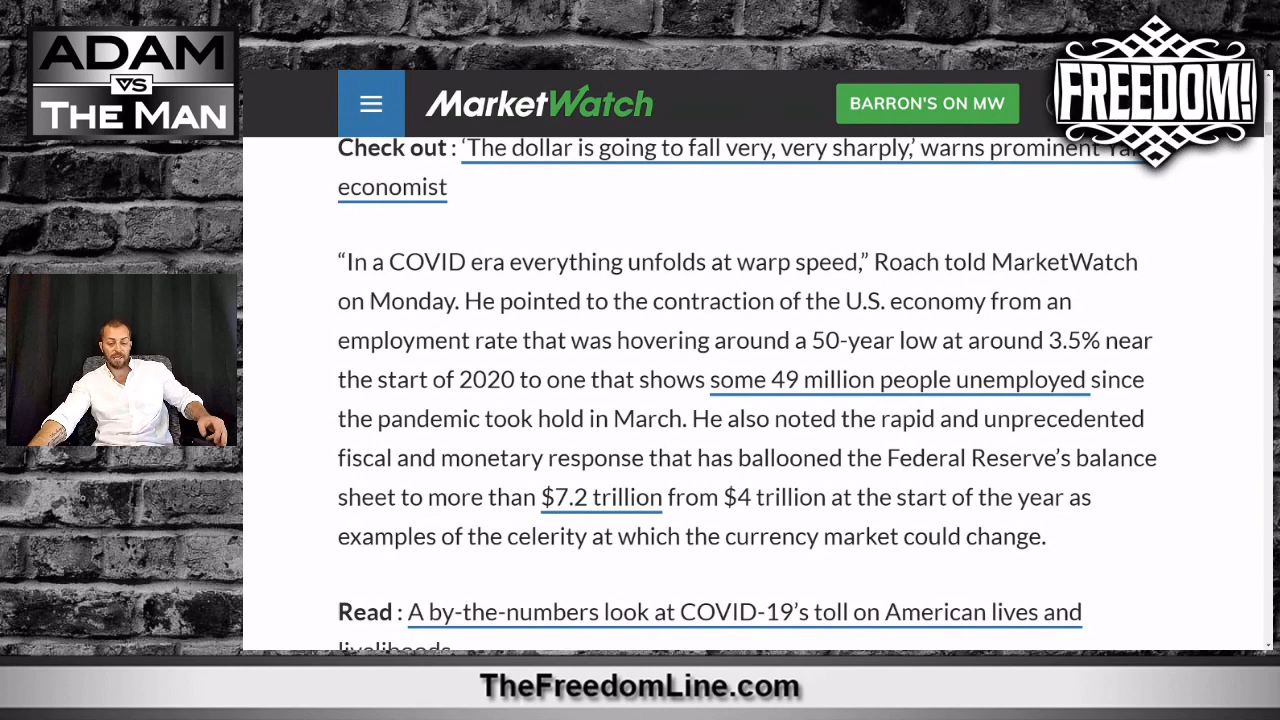 ADAM
VS
THE MAN
FREEDOM!
MarketWatch
BARRON'S ON MW
Check out : ‘The dollar is going to fall very, very sharply,’ warns prominent
economist
“In a COVID era everything unfolds at warp speed,” Roach told MarketWatch
on Monday. He pointed to the contraction of the U.S. economy from an
employment rate that was hovering around a 50-year low at around 3.5% near
the start of 2020 to one that shows some 49 million people unemployed since
the pandemic took hold in March. He also noted the rapid and unprecedented
fiscal and monetary response that has ballooned the Federal Reserve’s balance
sheet to more than $7.2 trillion from $4 trillion at the start of the year as
examples of the celerity at which the currency market could change.
Read : A by-the-numbers look at COVID-19’s toll on American lives and
livelihoods
TheFreedomLine.com